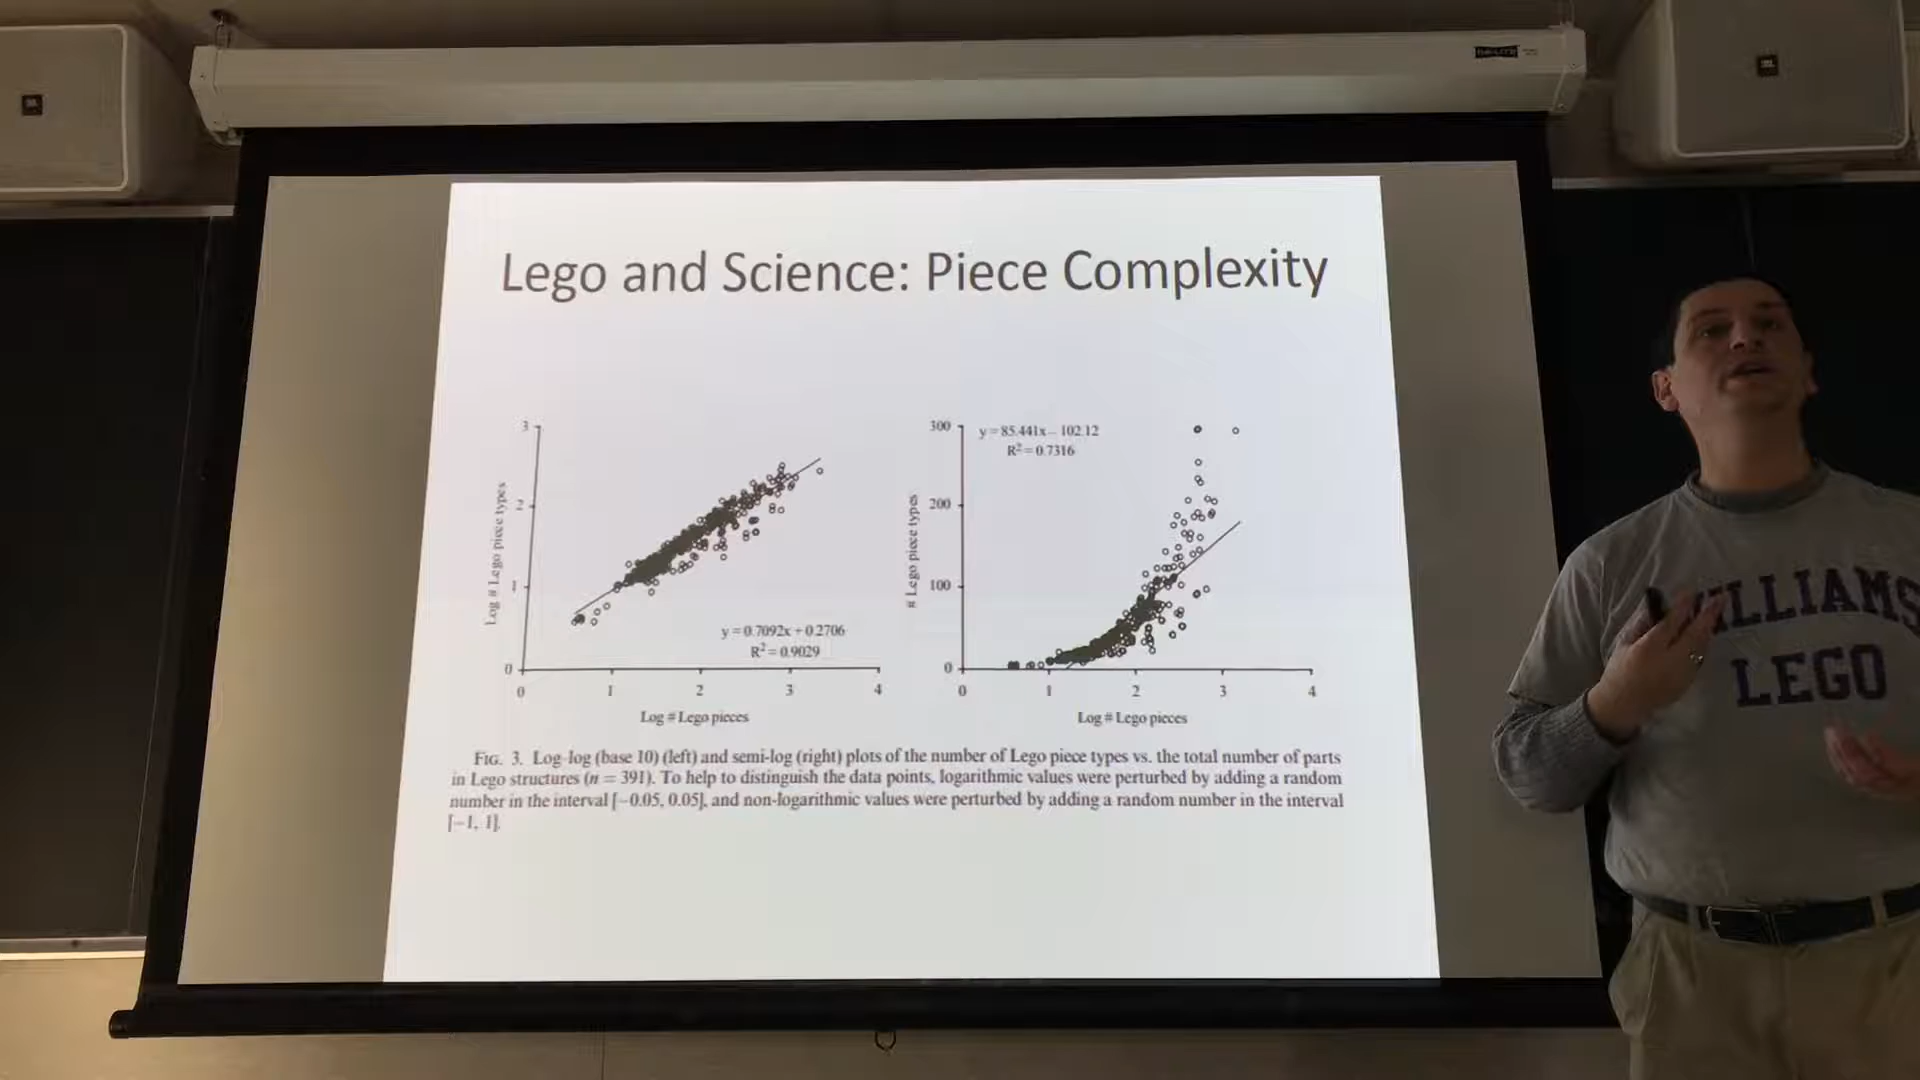 Lego and Science: Piece Complexity
3
2
1
0
0
1
2
3
4
Log # Lego piece types
y = 0.7092x + 0.2706
R² = 0.9029
Log # Lego pieces
300
200
100
0
0
1
2
3
4
# Lego piece types
y = 85.441x – 102.12
R² = 0.7316
Log # Lego pieces
FIG. 3. Log-log (base 10) (left) and semi-log (right) plots of the number of Lego piece types vs. the total number of parts
in Lego structures (n = 391). To help to distinguish the data points, logarithmic values were perturbed by adding a random
number in the interval [−0.05, 0.05], and non-logarithmic values were perturbed by adding a random number in the interval
[−1, 1].
WILLIAMS
LEGO
JBL
DA-LITE